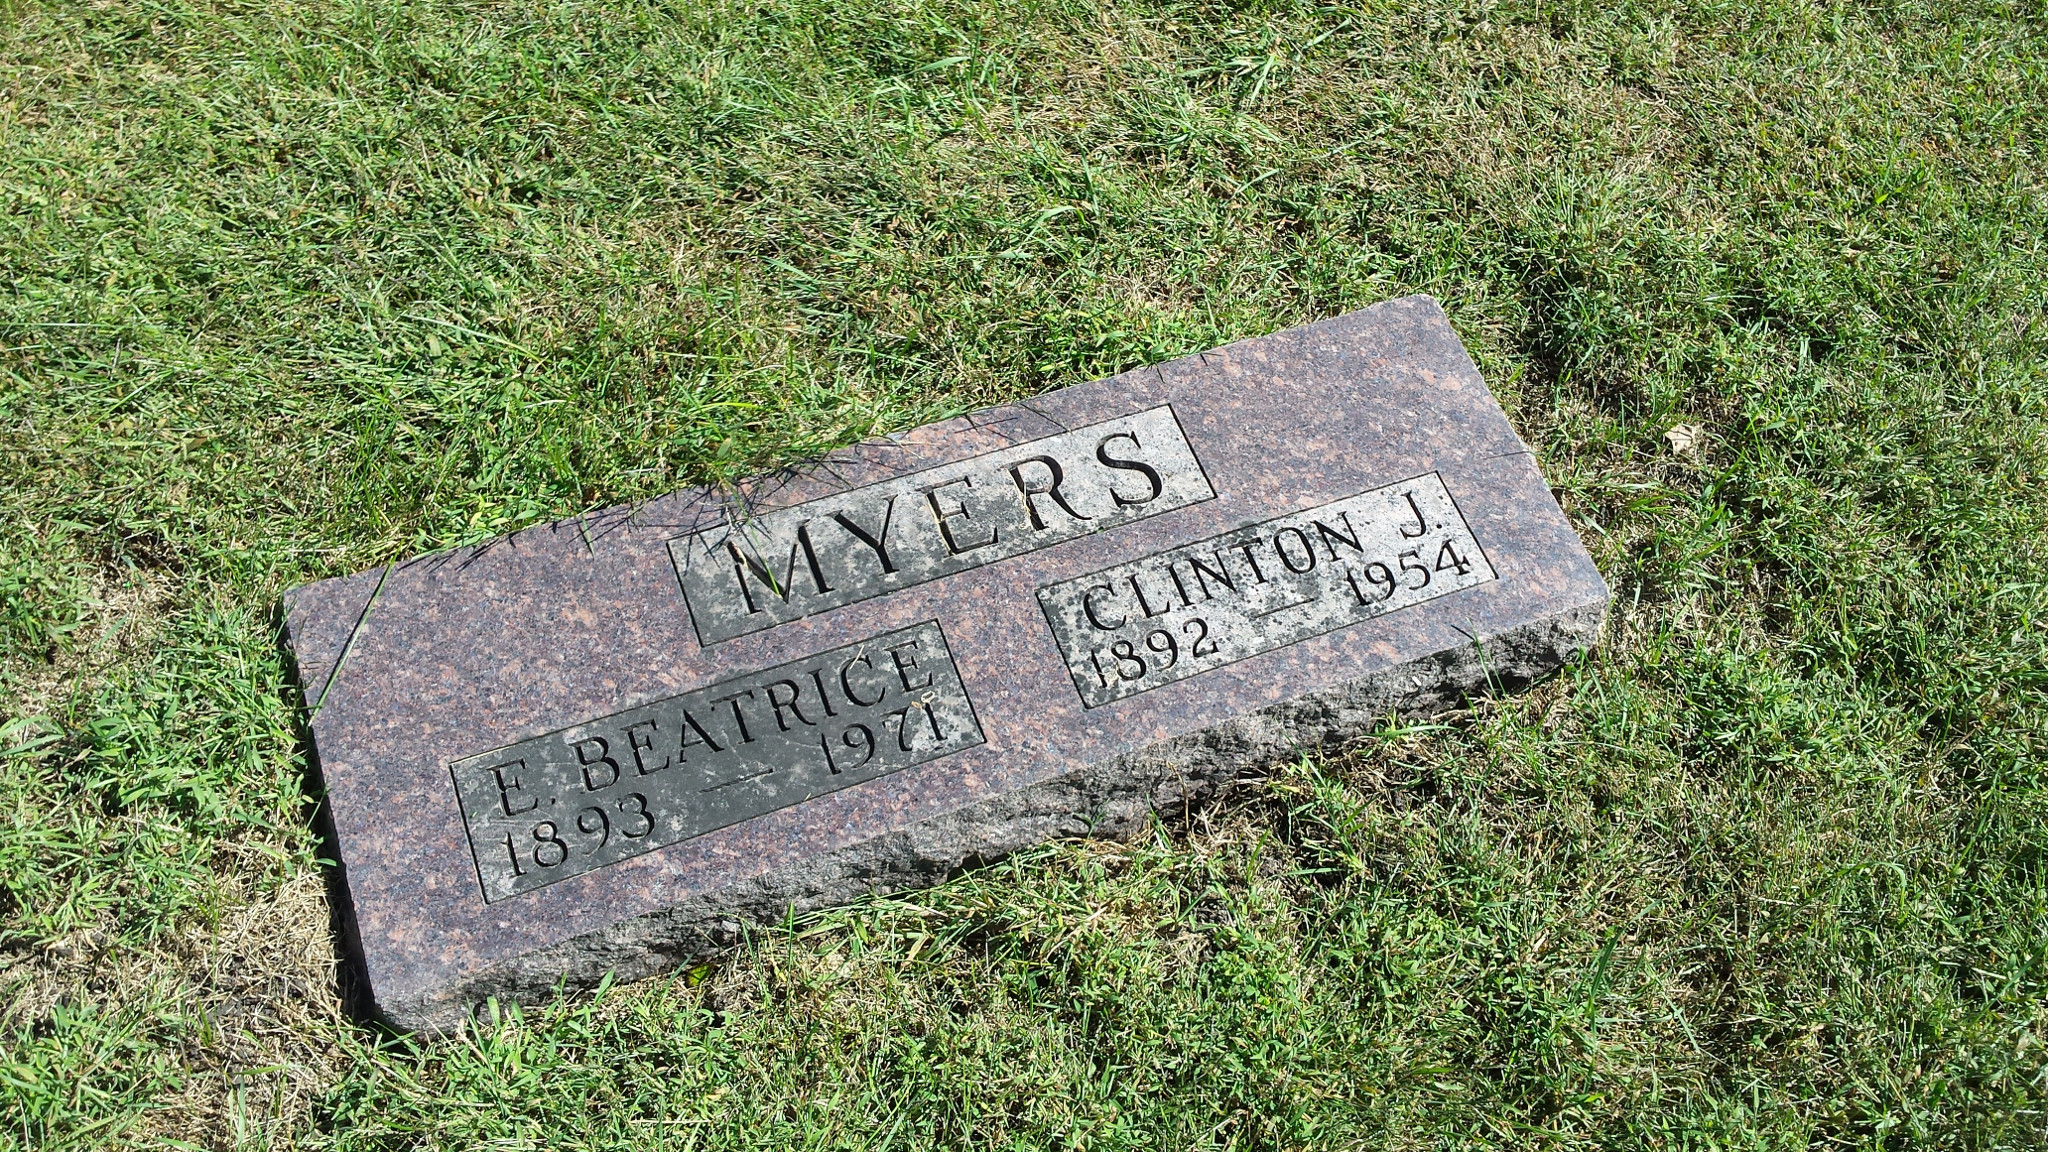 MYERS
E. BEATRICE
1893 — 1971
CLINTON J.
1892 — 1954